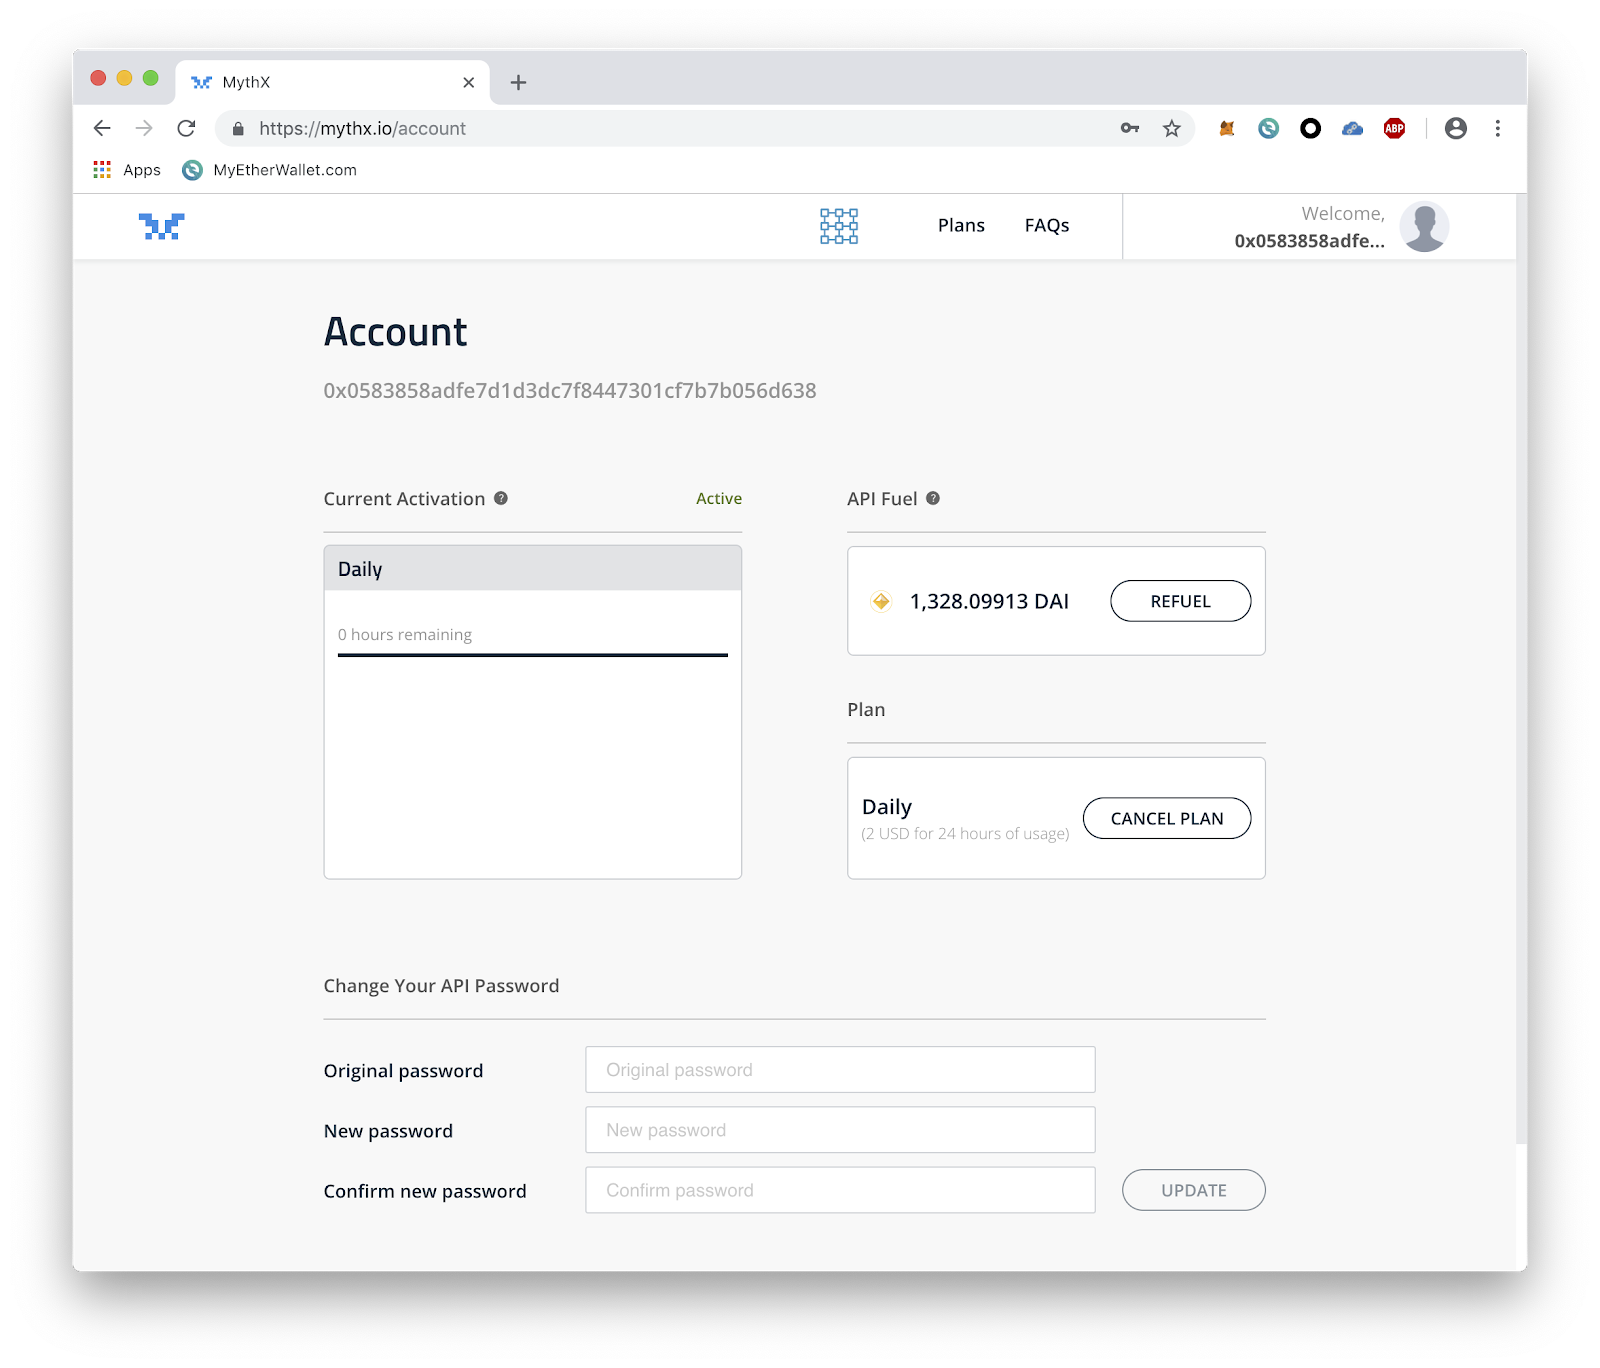 MythX
https://mythx.io/account
ABP
Apps
MyEtherWallet.com
Plans
FAQs
Welcome,
0x0583858adfe...
Account
0x0583858adfe7d1d3dc7f8447301cf7b7b056d638
Current Activation ?
Active
Daily
0 hours remaining
API Fuel ?
1,328.09913 DAI
REFUEL
Plan
Daily
(2 USD for 24 hours of usage)
CANCEL PLAN
Change Your API Password
Original password
Original password
New password
New password
Confirm new password
Confirm password
UPDATE